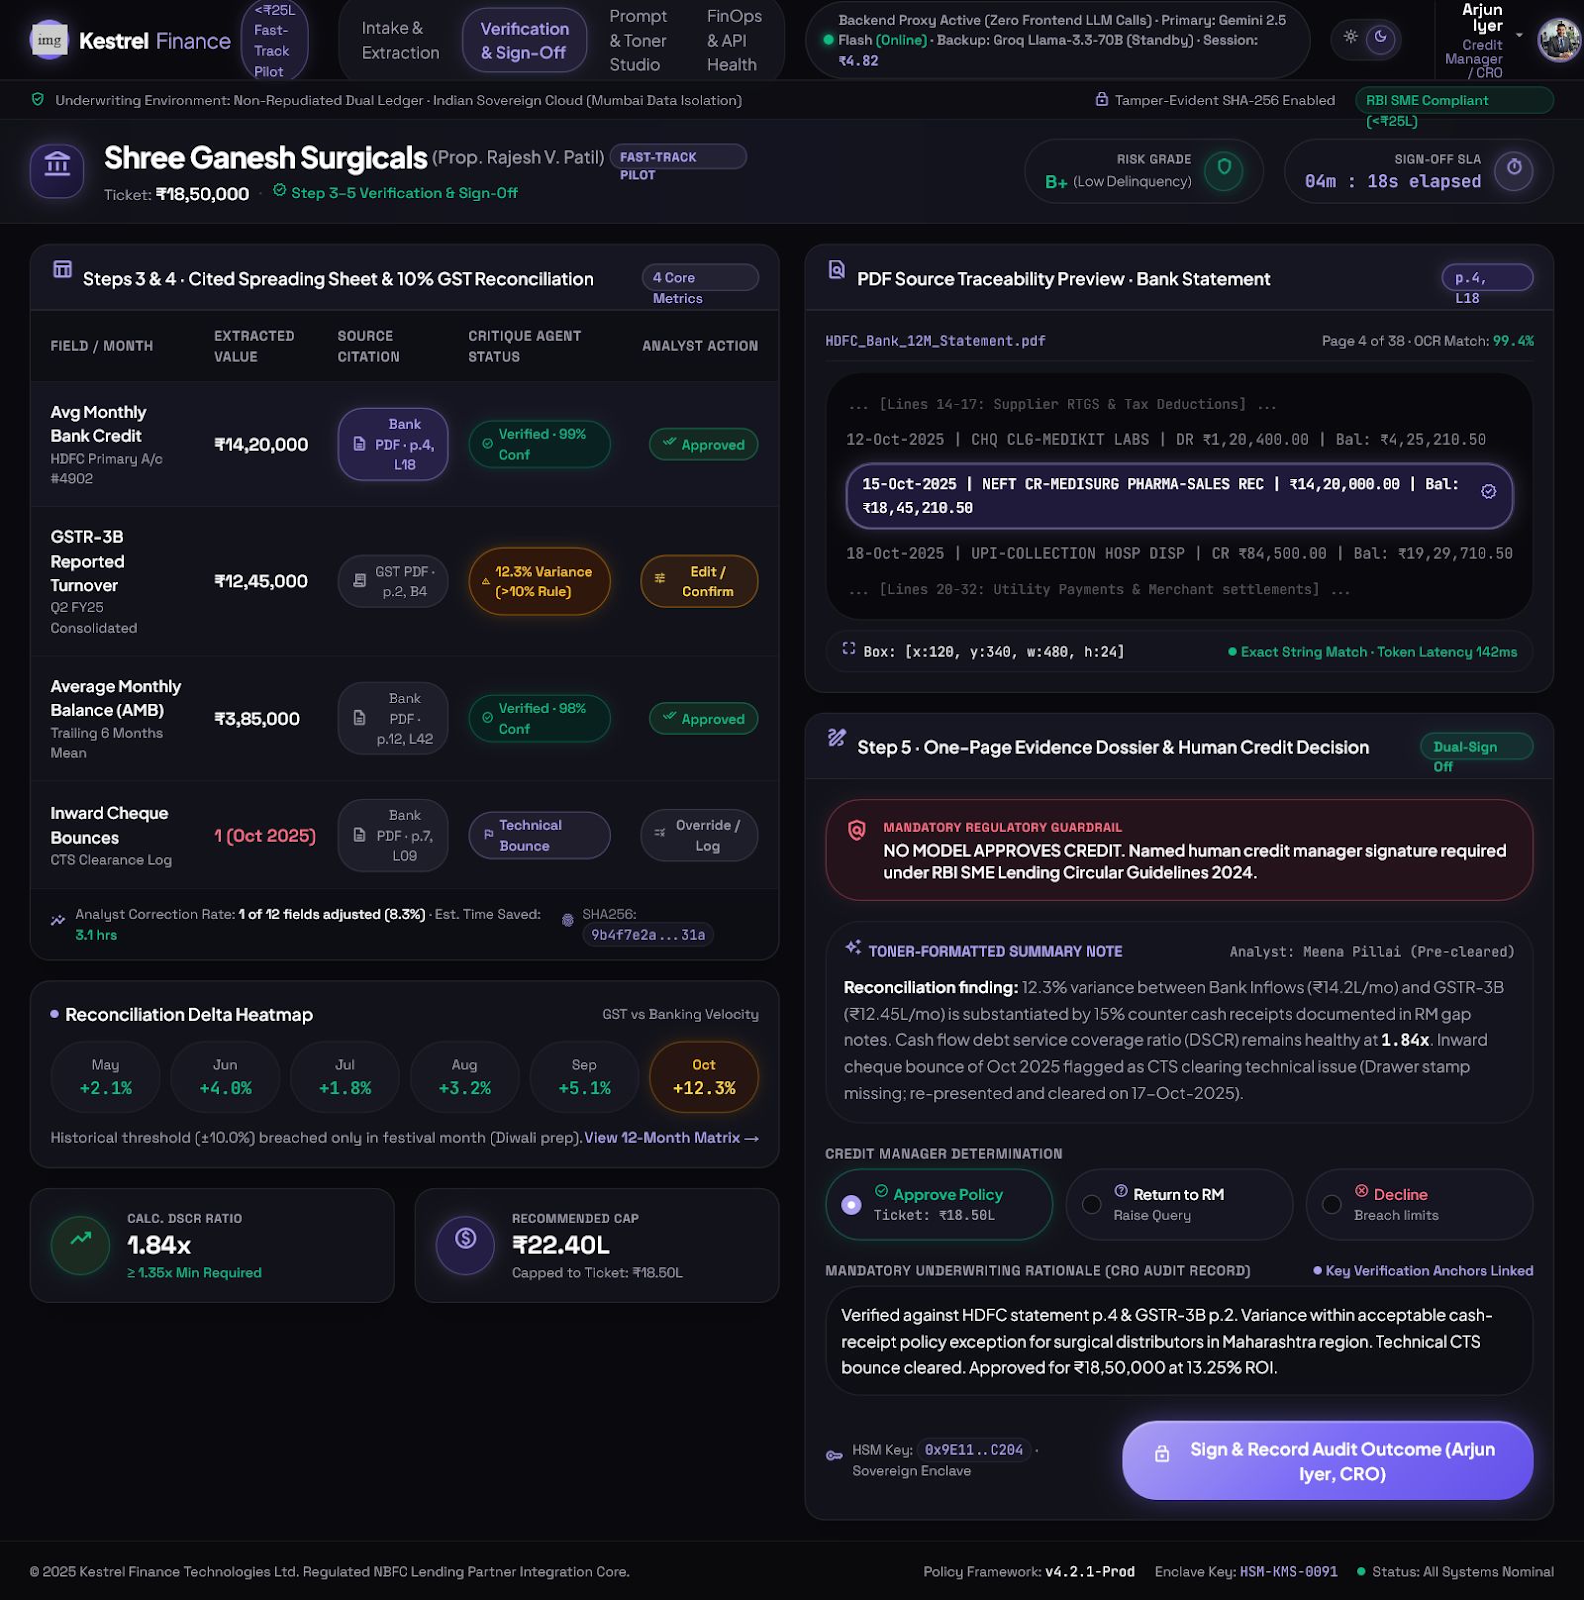 img
Kestrel Finance
<₹25L
Fast-
Track
Pilot
Intake &
Extraction
Verification
& Sign-Off
Prompt
& Toner
Studio
FinOps
& API
Health
Backend Proxy Active (Zero Frontend LLM Calls) · Primary: Gemini 2.5
Flash (Online) · Backup: Groq Llama-3.3-70B (Standby) · Session:
₹4.82
Arjun
Iyer
Credit
Manager
/ CRO
Underwriting Environment: Non-Repudiated Dual Ledger · Indian Sovereign Cloud (Mumbai Data Isolation)
Tamper-Evident SHA-256 Enabled
RBI SME Compliant
(<₹25L)
Shree Ganesh Surgicals (Prop. Rajesh V. Patil)
FAST-TRACK
PILOT
Ticket: ₹18,50,000 · Step 3–5 Verification & Sign-Off
RISK GRADE
B+ (Low Delinquency)
SIGN-OFF SLA
04m : 18s elapsed
Steps 3 & 4 · Cited Spreading Sheet & 10% GST Reconciliation
4 Core
Metrics
FIELD / MONTH
EXTRACTED
VALUE
SOURCE
CITATION
CRITIQUE AGENT
STATUS
ANALYST ACTION
Avg Monthly
Bank Credit
HDFC Primary A/c
#4902
₹14,20,000
Bank
PDF · p.4,
L18
Verified · 99%
Conf
Approved
GSTR-3B
Reported
Turnover
Q2 FY25
Consolidated
₹12,45,000
GST PDF ·
p.2, B4
12.3% Variance
(>10% Rule)
Edit /
Confirm
Average Monthly
Balance (AMB)
Trailing 6 Months
Mean
₹3,85,000
Bank
PDF ·
p.12, L42
Verified · 98%
Conf
Approved
Inward Cheque
Bounces
CTS Clearance Log
1 (Oct 2025)
Bank
PDF · p.7,
L09
Technical
Bounce
Override /
Log
Analyst Correction Rate: 1 of 12 fields adjusted (8.3%) · Est. Time Saved:
3.1 hrs
SHA256:
9b4f7e2a...31a
Reconciliation Delta Heatmap
GST vs Banking Velocity
May
+2.1%
Jun
+4.0%
Jul
+1.8%
Aug
+3.2%
Sep
+5.1%
Oct
+12.3%
Historical threshold (±10.0%) breached only in festival month (Diwali prep). View 12-Month Matrix →
CALC. DSCR RATIO
1.84x
≥ 1.35x Min Required
RECOMMENDED CAP
₹22.40L
Capped to Ticket: ₹18.50L
PDF Source Traceability Preview · Bank Statement
p.4,
L18
HDFC_Bank_12M_Statement.pdf
Page 4 of 38 · OCR Match: 99.4%
... [Lines 14-17: Supplier RTGS & Tax Deductions] ...
12-Oct-2025 | CHQ CLG-MEDIKIT LABS | DR ₹1,20,400.00 | Bal: ₹4,25,210.50
15-Oct-2025 | NEFT CR-MEDISURG PHARMA-SALES REC | ₹14,20,000.00 | Bal:
₹18,45,210.50
18-Oct-2025 | UPI-COLLECTION HOSP DISP | CR ₹84,500.00 | Bal: ₹19,29,710.50
... [Lines 20-32: Utility Payments & Merchant settlements] ...
Box: [x:120, y:340, w:480, h:24]
Exact String Match · Token Latency 142ms
Step 5 · One-Page Evidence Dossier & Human Credit Decision
Dual-Sign
Off
MANDATORY REGULATORY GUARDRAIL
NO MODEL APPROVES CREDIT. Named human credit manager signature required
under RBI SME Lending Circular Guidelines 2024.
TONER-FORMATTED SUMMARY NOTE
Analyst: Meena Pillai (Pre-cleared)
Reconciliation finding: 12.3% variance between Bank Inflows (₹14.2L/mo) and GSTR-3B
(₹12.45L/mo) is substantiated by 15% counter cash receipts documented in RM gap
notes. Cash flow debt service coverage ratio (DSCR) remains healthy at 1.84x. Inward
cheque bounce of Oct 2025 flagged as CTS clearing technical issue (Drawer stamp
missing; re-presented and cleared on 17-Oct-2025).
CREDIT MANAGER DETERMINATION
Approve Policy
Ticket: ₹18.50L
Return to RM
Raise Query
Decline
Breach limits
MANDATORY UNDERWRITING RATIONALE (CRO AUDIT RECORD)
Key Verification Anchors Linked
Verified against HDFC statement p.4 & GSTR-3B p.2. Variance within acceptable cash-
receipt policy exception for surgical distributors in Maharashtra region. Technical CTS
bounce cleared. Approved for ₹18,50,000 at 13.25% ROI.
HSM Key: 0x9E11..C204 ·
Sovereign Enclave
Sign & Record Audit Outcome (Arjun
Iyer, CRO)
© 2025 Kestrel Finance Technologies Ltd. Regulated NBFC Lending Partner Integration Core.
Policy Framework: v4.2.1-Prod
Enclave Key: HSM-KMS-0091
Status: All Systems Nominal